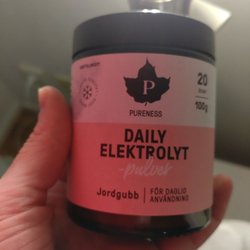 PURENESS
20
100g
DAILY
ELEKTROLYT
-pulver
Jordgubb
FÖR DAGLIG
ANVÄNDNING